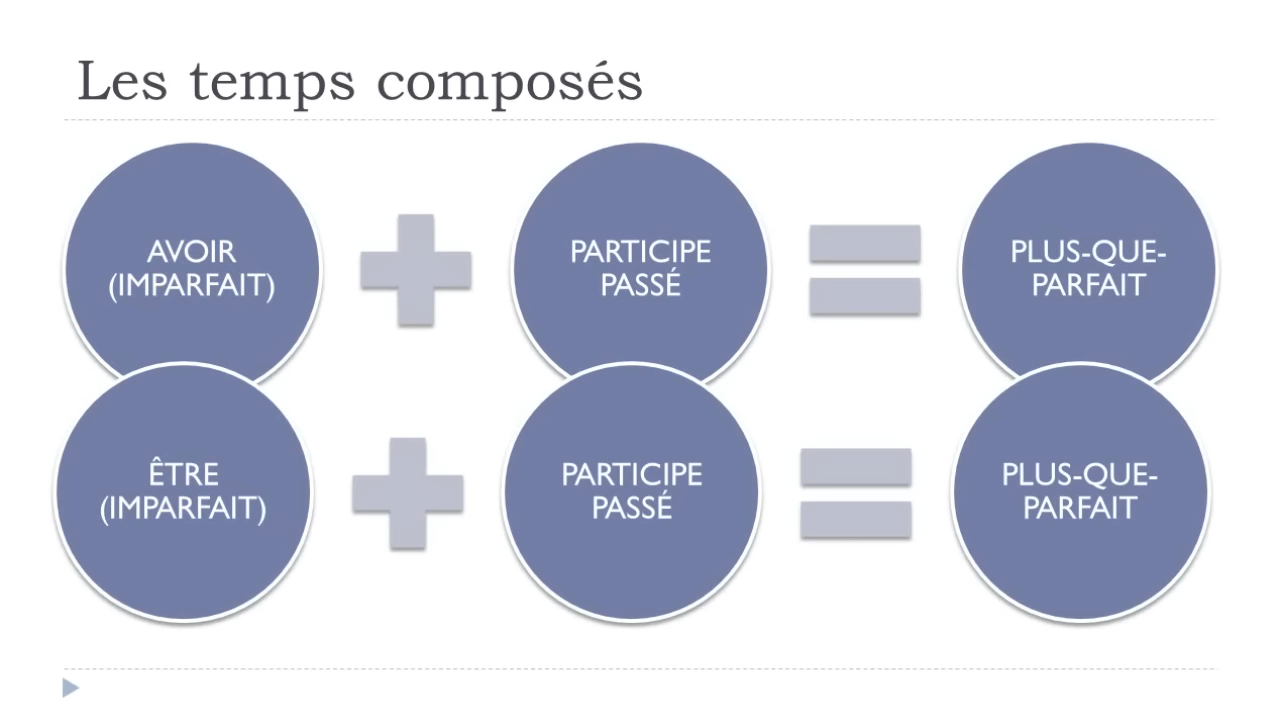 Les temps composés
AVOIR
(IMPARFAIT)
PARTICIPE
PASSÉ
PLUS-QUE-
PARFAIT
ÊTRE
(IMPARFAIT)
PARTICIPE
PASSÉ
PLUS-QUE-
PARFAIT